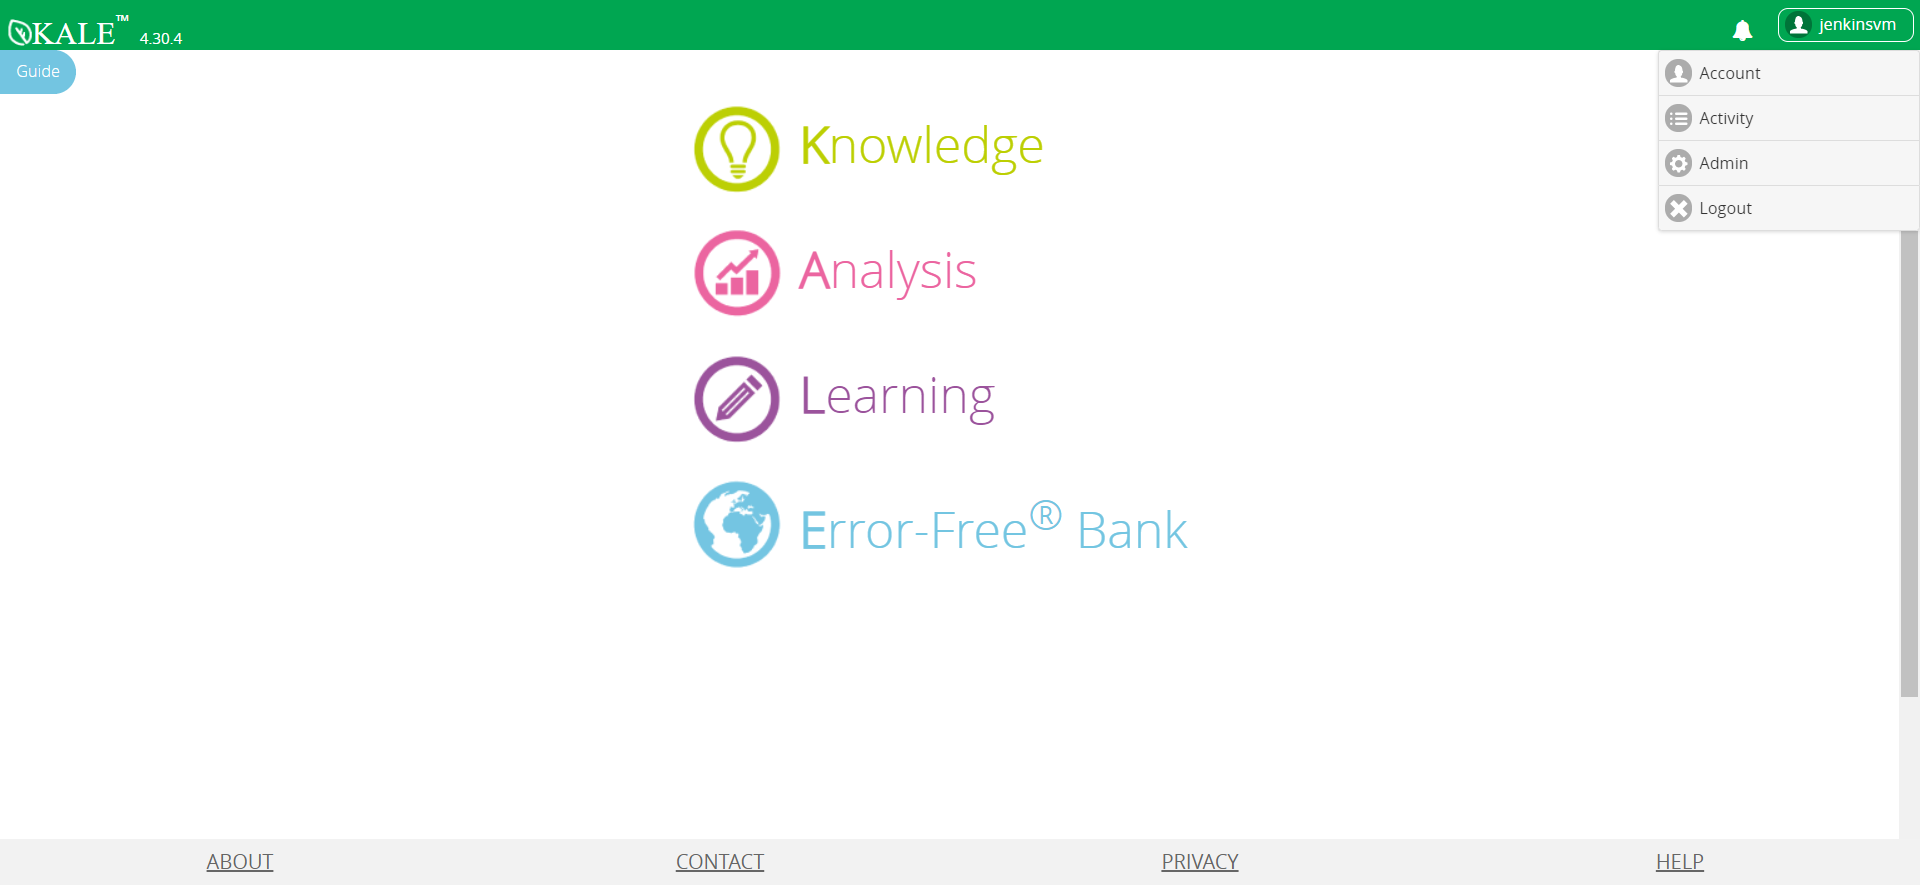 KALE™ 4.30.4
jenkinsvm
Guide
Account
Activity
Admin
Logout
Knowledge
Analysis
Learning
Error-Free® Bank
ABOUT
CONTACT
PRIVACY
HELP